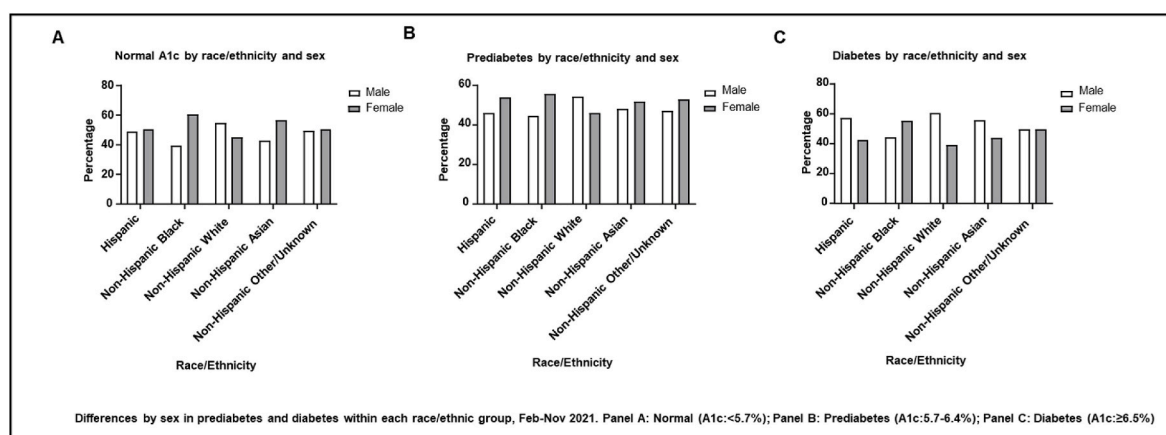 A
Normal A1c by race/ethnicity and sex
80
60
40
20
0
Percentage
Male
Female
Hispanic
Non-Hispanic Black
Non-Hispanic White
Non-Hispanic Asian
Non-Hispanic Other/Unknown
Race/Ethnicity
B
Prediabetes by race/ethnicity and sex
60
40
20
0
Percentage
Male
Female
Hispanic
Non-Hispanic Black
Non-Hispanic White
Non-Hispanic Asian
Non-Hispanic Other/Unknown
Race/Ethnicity
C
Diabetes by race/ethnicity and sex
80
60
40
20
0
Percentage
Male
Female
Hispanic
Non-Hispanic Black
Non-Hispanic White
Non-Hispanic Asian
Non-Hispanic Other/Unknown
Race/Ethnicity
Differences by sex in prediabetes and diabetes within each race/ethnic group, Feb-Nov 2021. Panel A: Normal (A1c:<5.7%); Panel B: Prediabetes (A1c:5.7-6.4%); Panel C: Diabetes (A1c:≥6.5%)